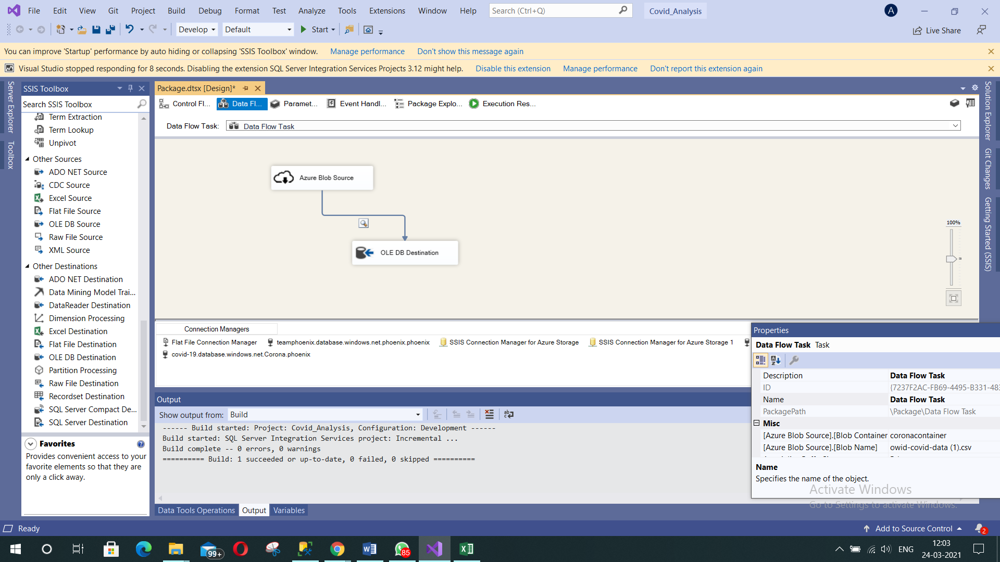 File Edit View Git Project Build Debug Format Test Analyze Tools Extensions Window Help Search (Ctrl+Q) Covid_Analysis A
Develop Default Start Live Share
You can improve 'Startup' performance by auto hiding or collapsing 'SSIS Toolbox' window. Manage performance Don't show this message again
Visual Studio stopped responding for 8 seconds. Disabling the extension SQL Server Integration Services Projects 3.12 might help. Disable this extension Manage performance Don't report this extension again
Server Explorer
Toolbox
SSIS Toolbox
Search SSIS Toolbox
Term Extraction
Term Lookup
Unpivot
Other Sources
ADO NET Source
CDC Source
Excel Source
Flat File Source
OLE DB Source
Raw File Source
XML Source
Other Destinations
ADO NET Destination
Data Mining Model Trai...
DataReader Destination
Dimension Processing
Excel Destination
Flat File Destination
OLE DB Destination
Partition Processing
Raw File Destination
Recordset Destination
SQL Server Compact De...
SQL Server Destination
Favorites
Provides convenient access to your
favorite elements so that they are
only a click away.
Package.dtsx [Design]*
Control Fl... Data Fl... Paramet... Event Handl... Package Explo... Execution Res...
Data Flow Task: Data Flow Task
Azure Blob Source
OLE DB Destination
100%
Solution Explorer
Git Changes
Getting Started (SSIS)
Connection Managers
Flat File Connection Manager teamphoenix.database.windows.net.phoenix.phoenix SSIS Connection Manager for Azure Storage SSIS Connection Manager for Azure Storage 1
covid-19.database.windows.net.Corona.phoenix
Output
Show output from: Build
------ Build started: Project: Covid_Analysis, Configuration: Development ------
Build started: SQL Server Integration Services project: Incremental ...
Build complete -- 0 errors, 0 warnings
========== Build: 1 succeeded or up-to-date, 0 failed, 0 skipped ==========
Data Tools Operations Output Variables
Properties
Data Flow Task Task
Description Data Flow Task
ID {7237F2AC-FB69-4495-B331-483
Name Data Flow Task
PackagePath \Package\Data Flow Task
Misc
[Azure Blob Source].[Blob Container coronacontainer
[Azure Blob Source].[Blob Name] owid-covid-data (1).csv
Name
Specifies the name of the object.
Activate Windows
Go to Settings to activate Windows.
Ready Add to Source Control 2
99+ 85 ENG 12:03
24-03-2021